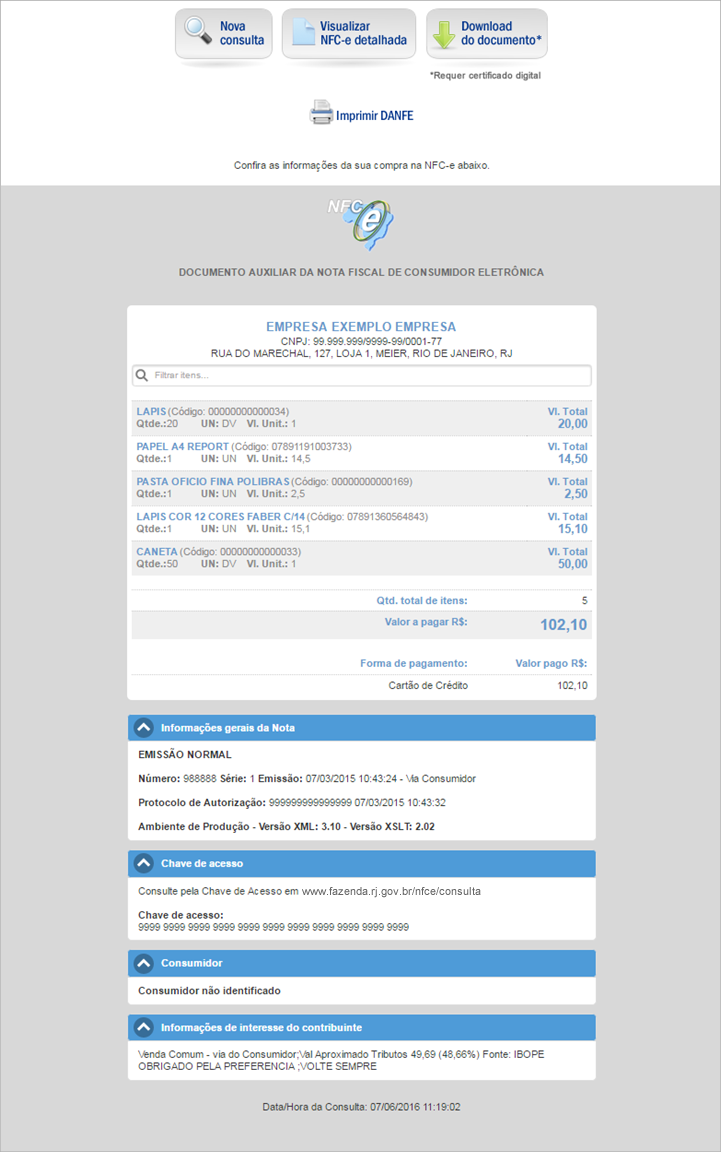 Nova
consulta
Visualizar
NFC-e detalhada
Download
do documento*
*Requer certificado digital
Imprimir DANFE
Confira as informações da sua compra na NFC-e abaixo.
NFC e
DOCUMENTO AUXILIAR DA NOTA FISCAL DE CONSUMIDOR ELETRÔNICA
EMPRESA EXEMPLO EMPRESA
CNPJ: 99.999.999/9999-99/0001-77
RUA DO MARECHAL, 127, LOJA 1, MEIER, RIO DE JANEIRO, RJ
Filtrar itens...
LAPIS (Código: 00000000000034) Vl. Total
Qtde.:20 UN: DV Vl. Unit.: 1 20,00
PAPEL A4 REPORT (Código: 07891191003733) Vl. Total
Qtde.:1 UN: UN Vl. Unit.: 14,5 14,50
PASTA OFICIO FINA POLIBRAS (Código: 00000000000169) Vl. Total
Qtde.:1 UN: UN Vl. Unit.: 2,5 2,50
LAPIS COR 12 CORES FABER C/14 (Código: 07891360564843) Vl. Total
Qtde.:1 UN: UN Vl. Unit.: 15,1 15,10
CANETA (Código: 00000000000033) Vl. Total
Qtde.:50 UN: DV Vl. Unit.: 1 50,00
Qtd. total de itens: 5
Valor a pagar R$: 102,10
Forma de pagamento: Valor pago R$:
Cartão de Crédito 102,10
Informações gerais da Nota
EMISSÃO NORMAL
Número: 988888 Série: 1 Emissão: 07/03/2015 10:43:24 - Via Consumidor
Protocolo de Autorização: 999999999999999 07/03/2015 10:43:32
Ambiente de Produção - Versão XML: 3.10 - Versão XSLT: 2.02
Chave de acesso
Consulte pela Chave de Acesso em www.fazenda.rj.gov.br/nfce/consulta
Chave de acesso:
9999 9999 9999 9999 9999 9999 9999 9999 9999 9999 9999
Consumidor
Consumidor não identificado
Informações de interesse do contribuinte
Venda Comum - via do Consumidor;Val Aproximado Tributos 49,69 (48,66%) Fonte: IBOPE
OBRIGADO PELA PREFERENCIA ;VOLTE SEMPRE
Data/Hora da Consulta: 07/06/2016 11:19:02